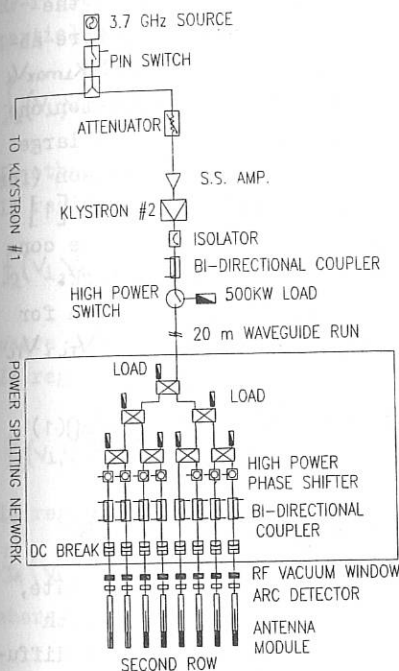 3.7 GHz SOURCE
PIN SWITCH
ATTENUATOR
TO KLYSTRON #1
S.S. AMP.
KLYSTRON #2
ISOLATOR
BI-DIRECTIONAL COUPLER
HIGH POWER
SWITCH
500KW LOAD
20 m WAVEGUIDE RUN
POWER SPLITTING NETWORK
LOAD
LOAD
HIGH POWER
PHASE SHIFTER
BI-DIRECTIONAL
COUPLER
DC BREAK
RF VACUUM WINDOW
ARC DETECTOR
ANTENNA
MODULE
SECOND ROW